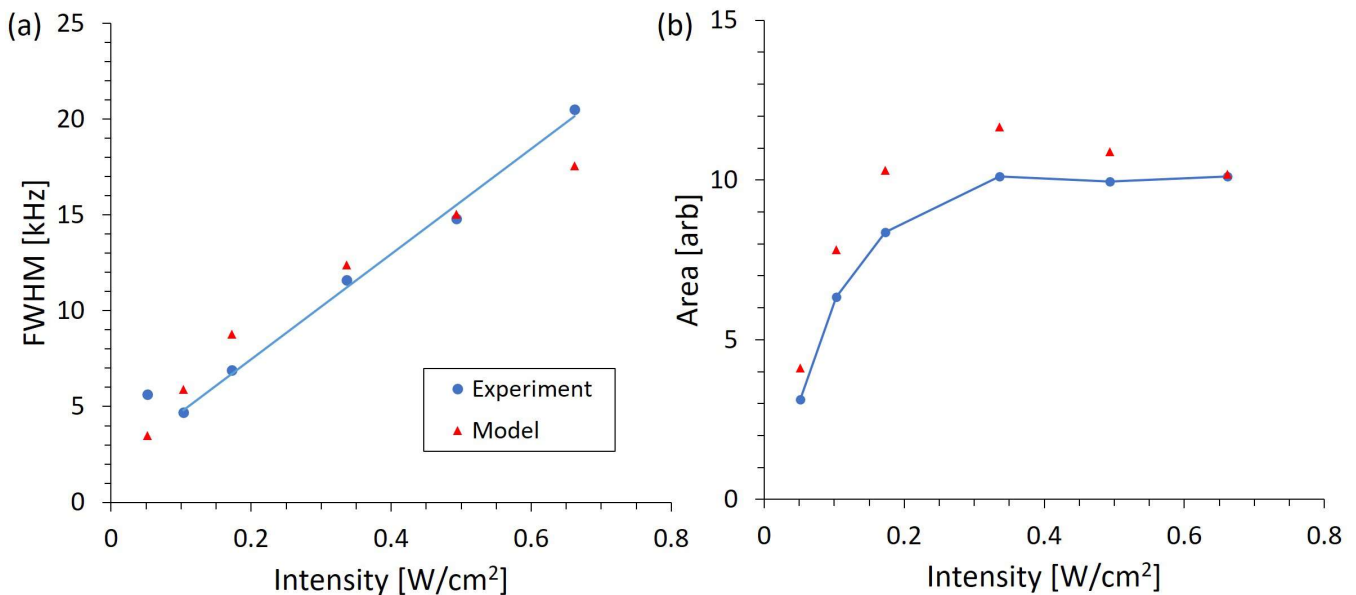 (a)
25
20
15
10
5
0
FWHM [kHz]
Experiment
Model
0 0.2 0.4 0.6 0.8
Intensity [W/cm²]
(b)
15
10
5
0
Area [arb]
0 0.2 0.4 0.6 0.8
Intensity [W/cm²]